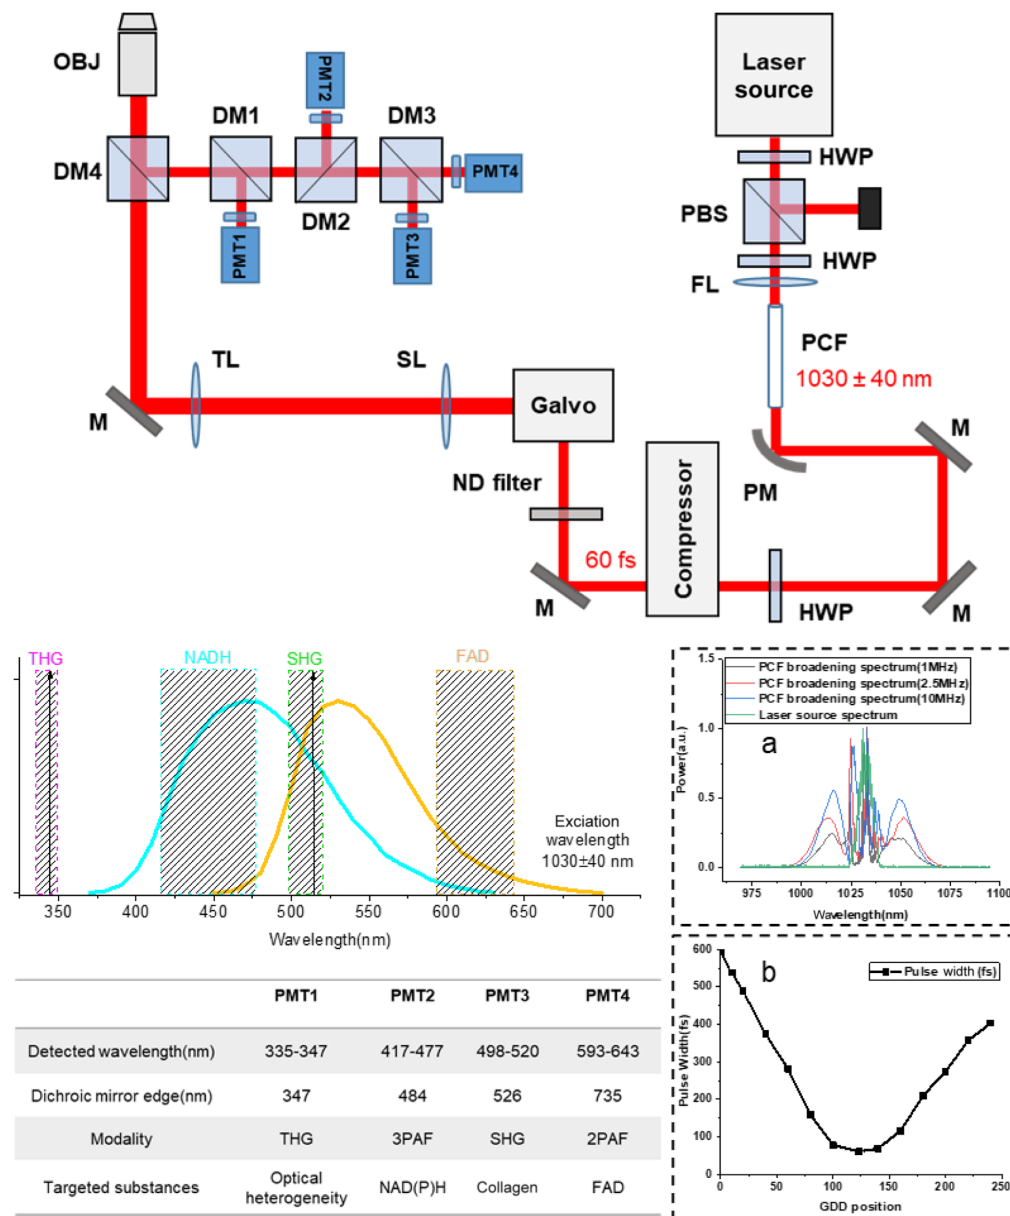 OBJ
DM4
DM1
PMT2
DM3
DM2
PMT1
PMT3
PMT4
Laser
source
HWP
PBS
HWP
FL
PCF
1030 ± 40 nm
M
PM
TL
SL
Galvo
M
ND filter
Compressor
60 fs
M
HWP
M
THG
NADH
SHG
FAD
Exciation
wavelength
1030±40 nm
350 400 450 500 550 600 650 700
Wavelength(nm)
1.5
1.0
0.5
0.0
Power(a.u.)
PCF broadening spectrum(1MHz)
PCF broadening spectrum(2.5MHz)
PCF broadening spectrum(10MHz)
Laser source spectrum
a
975 1000 1025 1050 1075 1100
Wavelength(nm)
PMT1 PMT2 PMT3 PMT4
Detected wavelength(nm) 335-347 417-477 498-520 593-643
Dichroic mirror edge(nm) 347 484 526 735
Modality THG 3PAF SHG 2PAF
Targeted substances Optical heterogeneity NAD(P)H Collagen FAD
600
500
400
300
200
100
0
Pulse Width(fs)
b
Pulse width (fs)
0 50 100 150 200 250
GDD position